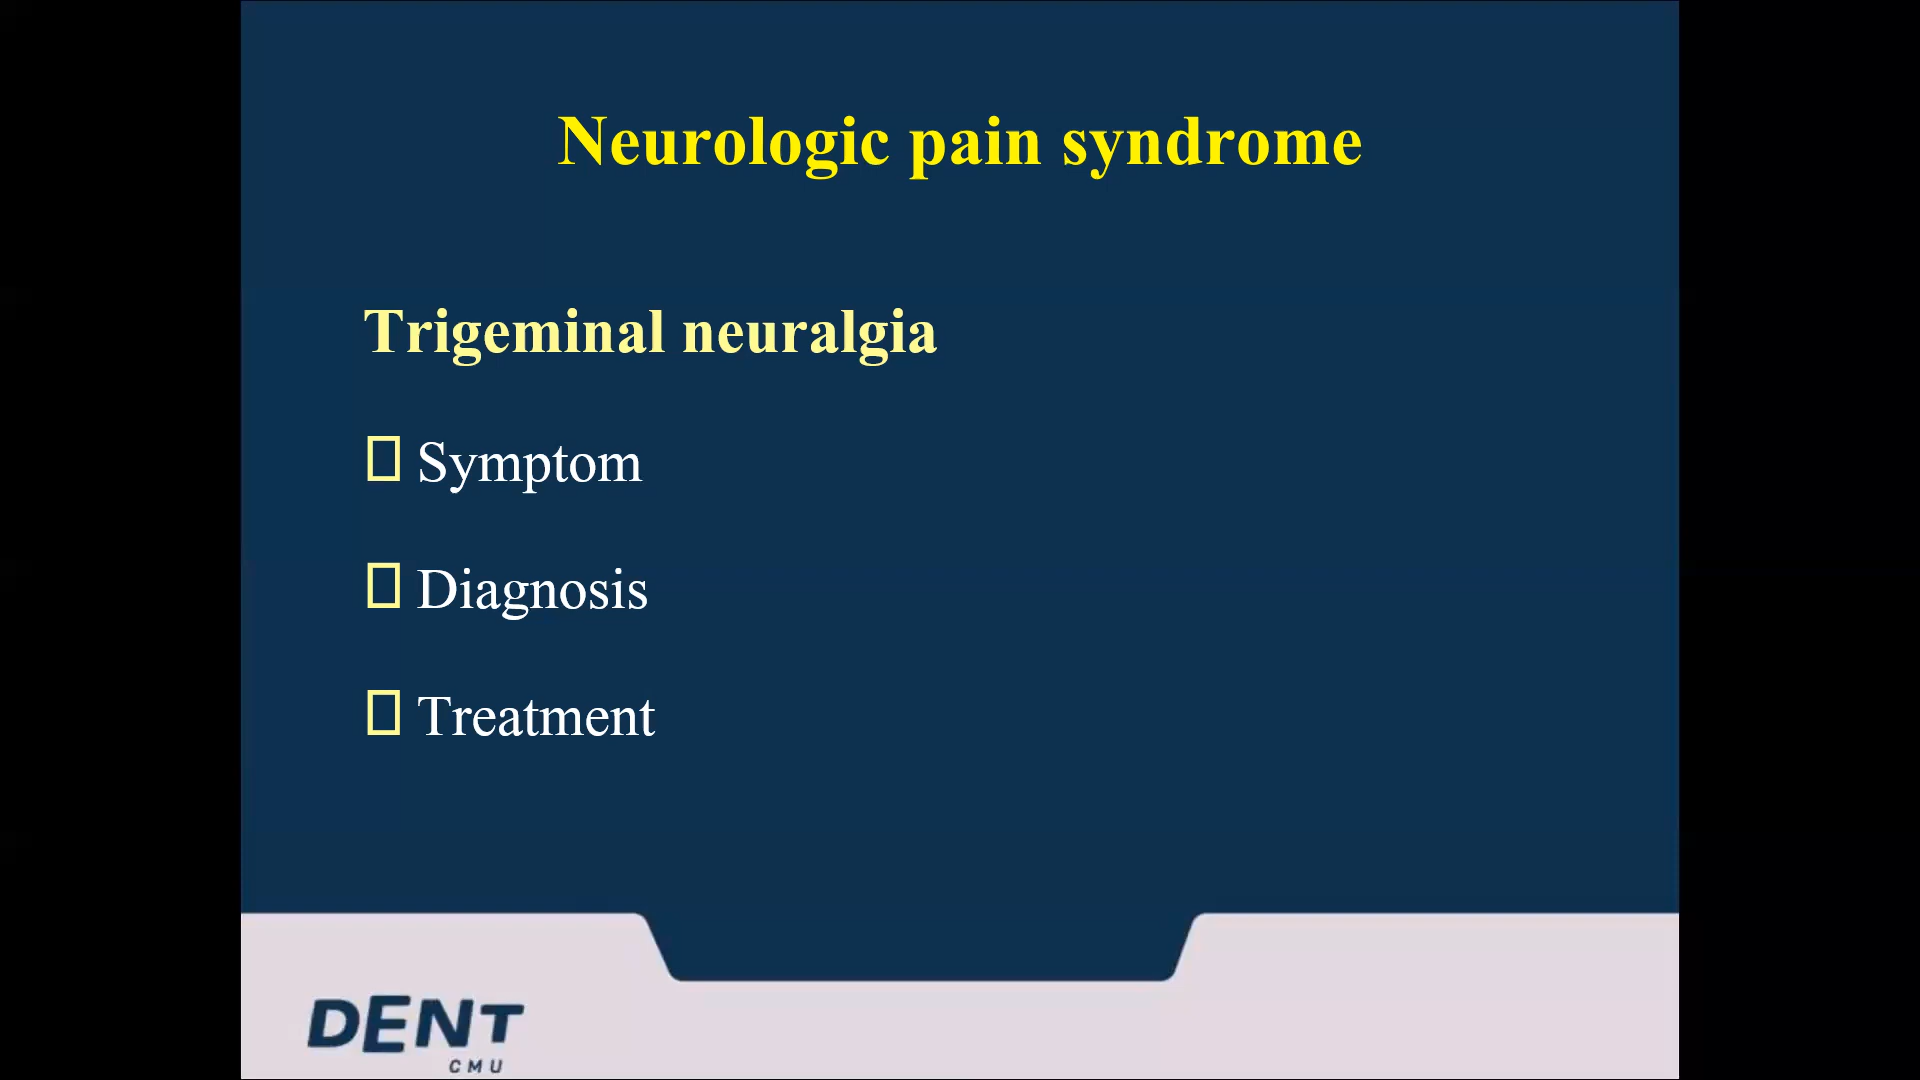 Neurologic pain syndrome
Trigeminal neuralgia
Symptom
Diagnosis
Treatment
DENT
CMU